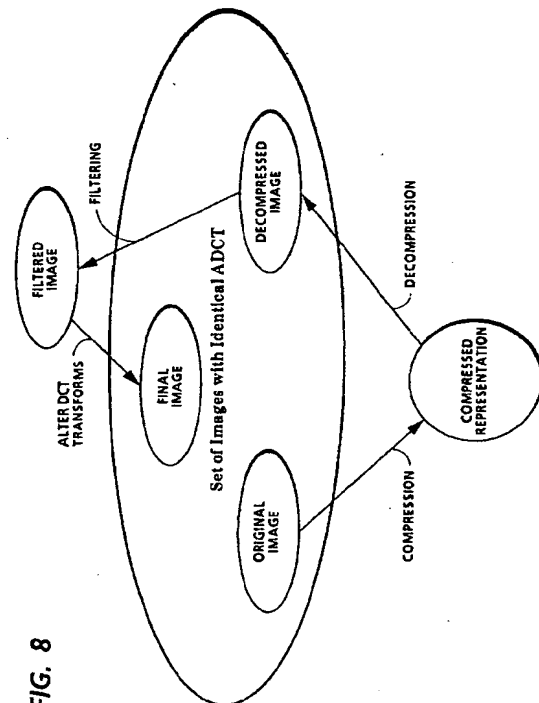 FIG. 8
FILTERED
IMAGE
ALTER DCT
TRANSFORMS
FILTERING
FINAL
IMAGE
Set of Images with Identical ADCT
ORIGINAL
IMAGE
DECOMPRESSED
IMAGE
COMPRESSION
DECOMPRESSION
COMPRESSED
REPRESENTATION